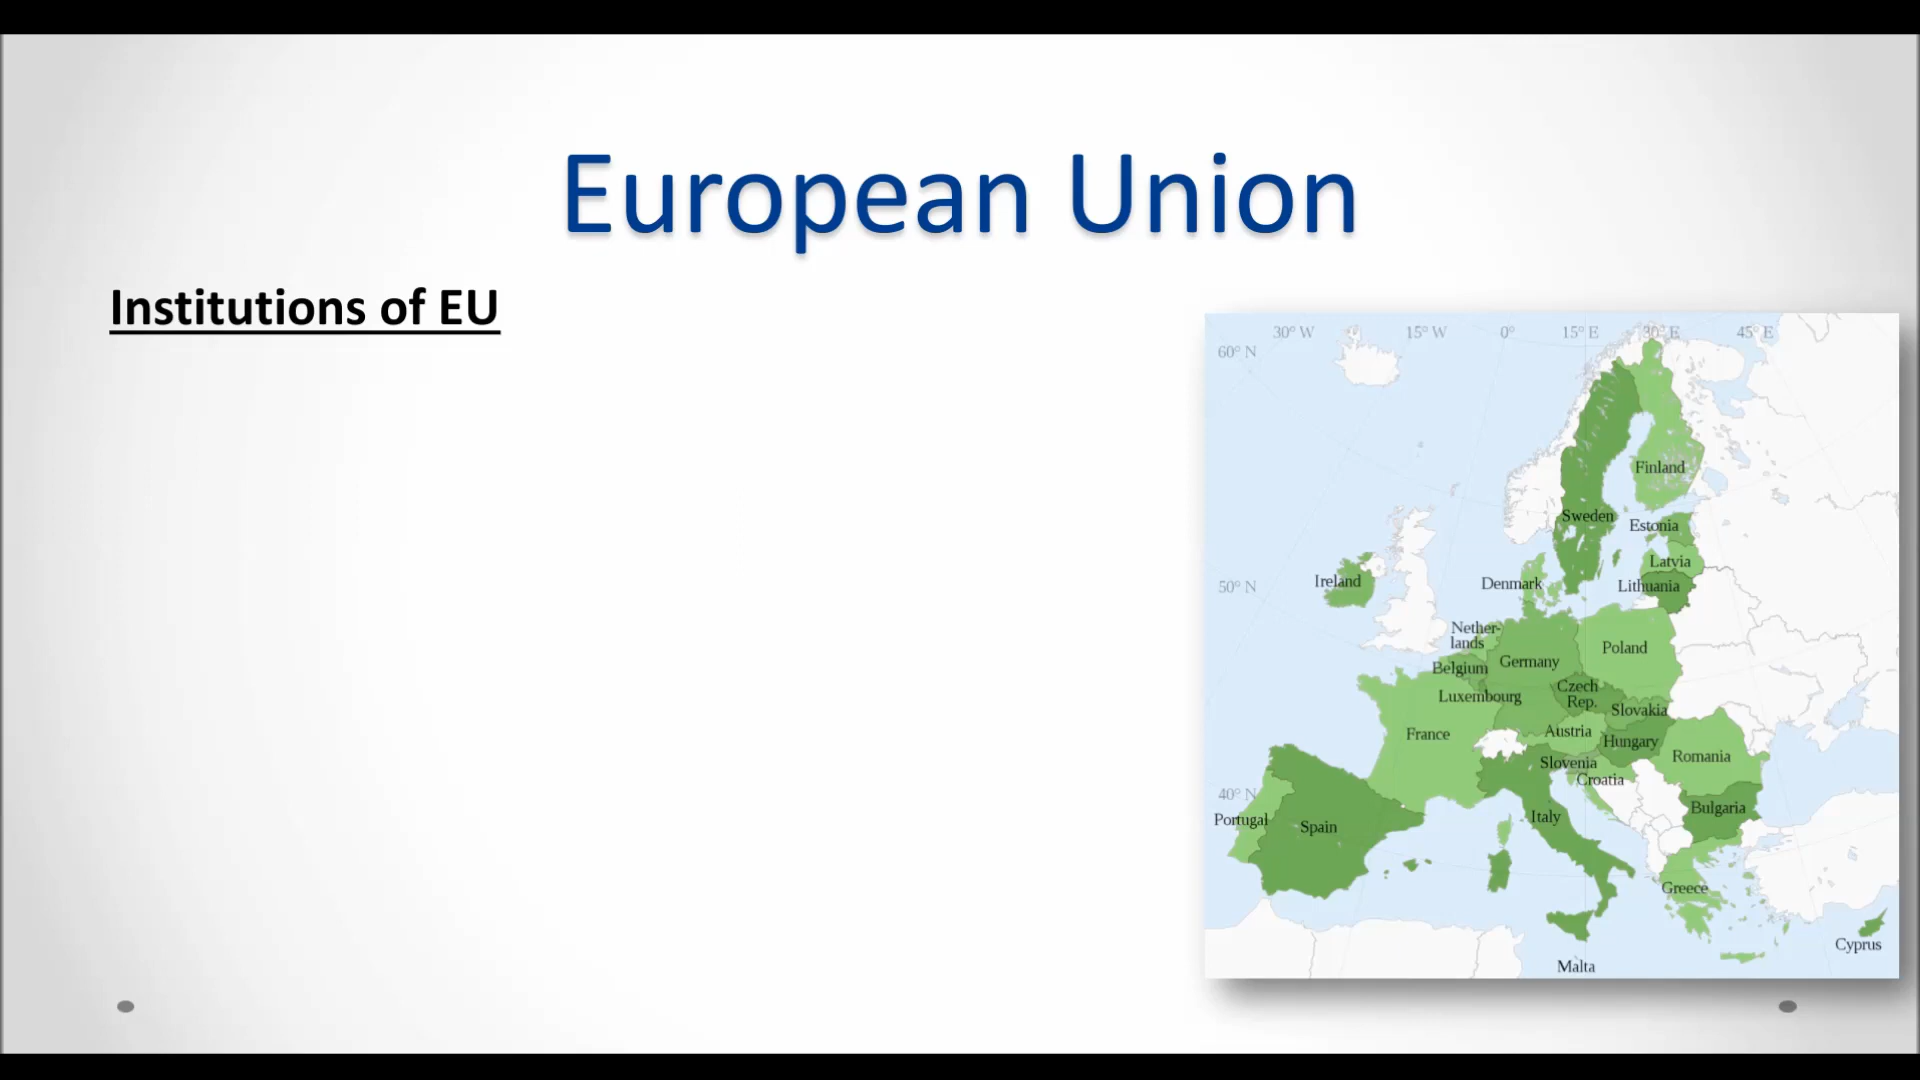 European Union
Institutions of EU
30° W 15° W 0° 15° E 30° E 45° E
60° N
Finland
Sweden
Estonia
Latvia
Ireland
Denmark
Lithuania
50° N
Nether-
lands
Poland
Belgium
Germany
Luxembourg
Czech
Rep.
Slovakia
France
Austria
Hungary
Romania
Slovenia
Croatia
40° N
Bulgaria
Portugal
Spain
Italy
Greece
Cyprus
Malta